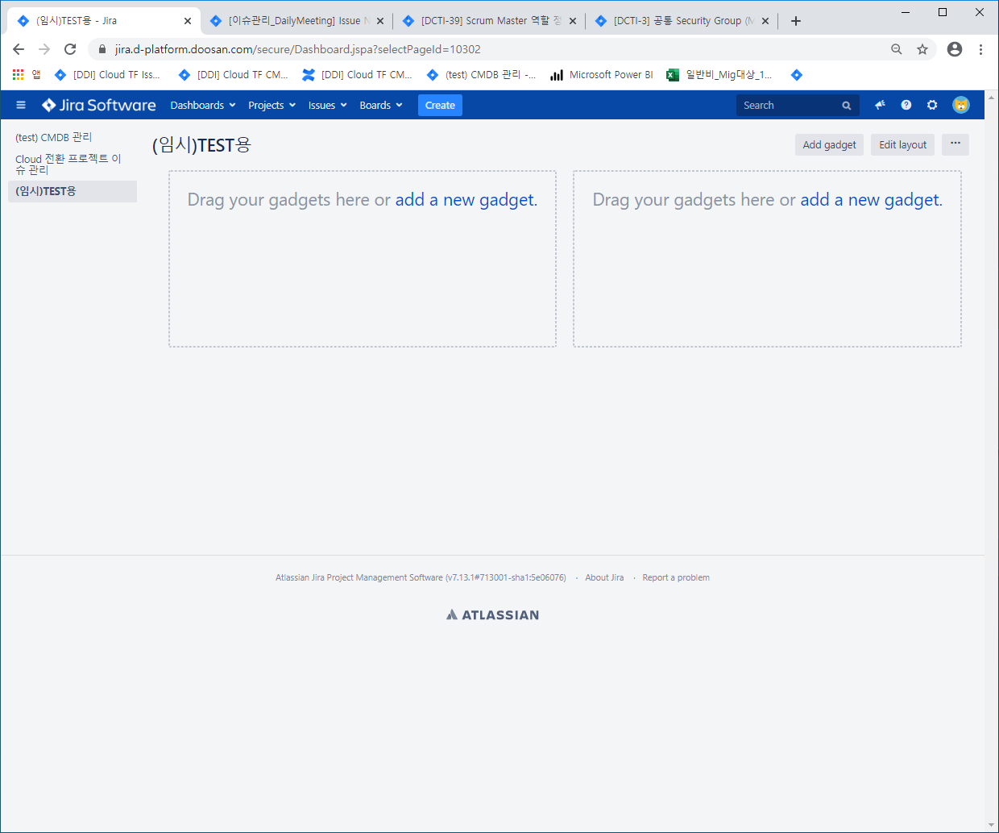 (임시)TEST용 - Jira
[이슈관리_DailyMeeting] Issue
[DCTI-39] Scrum Master 역할
[DCTI-3] 공통 Security Group
jira.d-platform.doosan.com/secure/Dashboard.jspa?selectPageId=10302
앱
[DDI] Cloud TF Iss...
[DDI] Cloud TF CM...
[DDI] Cloud TF CM...
(test) CMDB 관리 -...
Microsoft Power BI
일반비_Mig대상_1...
Jira Software
Dashboards
Projects
Issues
Boards
Create
Search
(test) CMDB 관리
Cloud 전환 프로젝트 이
슈 관리
(임시)TEST용
(임시)TEST용
Add gadget
Edit layout
...
Drag your gadgets here or add a new gadget.
Drag your gadgets here or add a new gadget.
Atlassian Jira Project Management Software (v7.13.1#713001-sha1:5e06076) · About Jira · Report a problem
ATLASSIAN